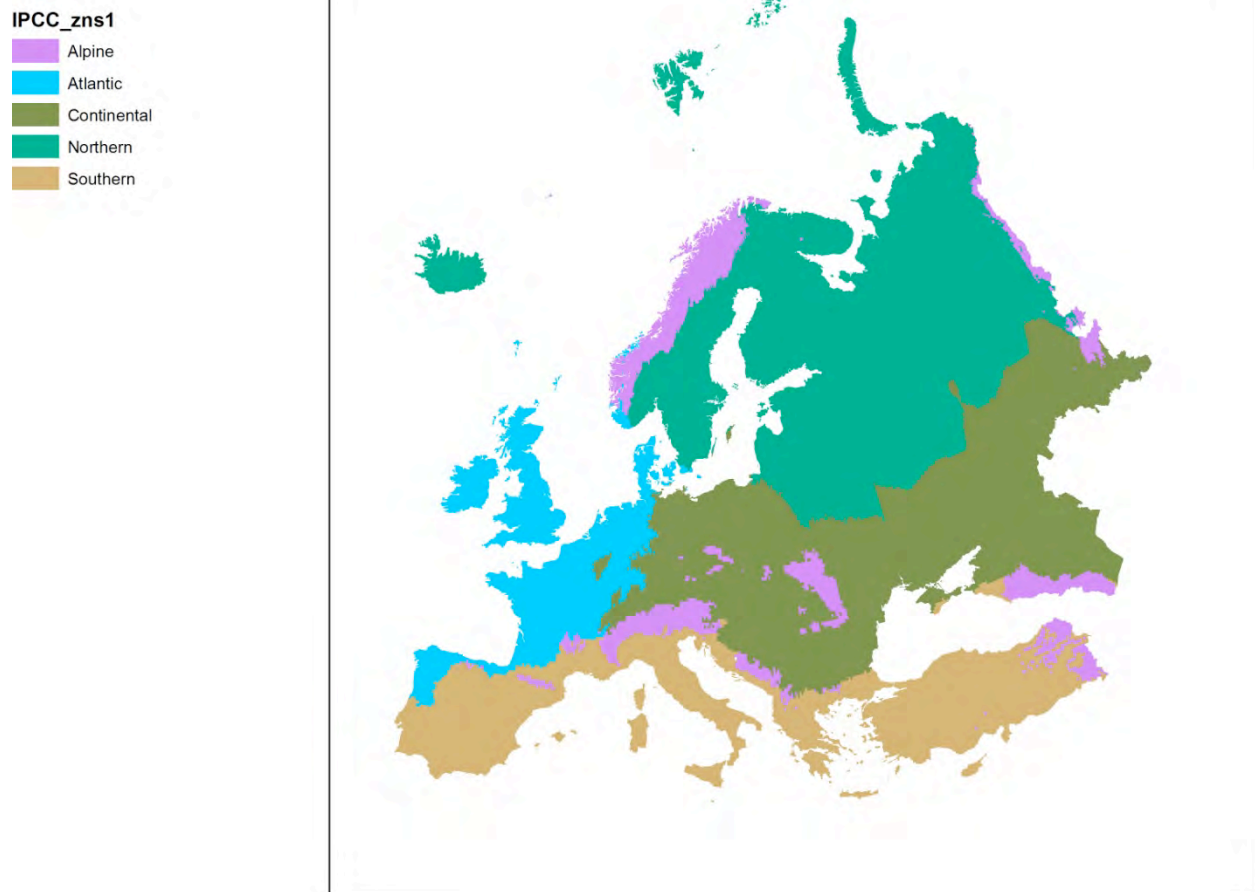 IPCC_zns1
Alpine
Atlantic
Continental
Northern
Southern